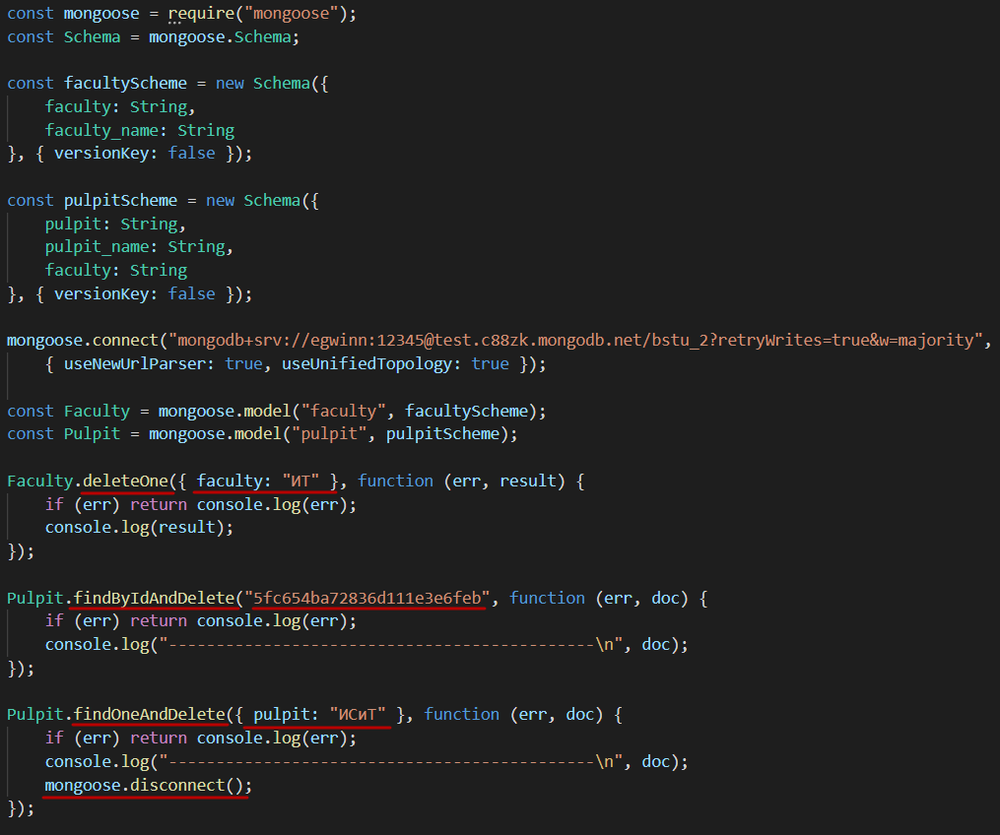 const mongoose = require("mongoose");
const Schema = mongoose.Schema;
const facultyScheme = new Schema({
    faculty: String,
    faculty_name: String
}, { versionKey: false });
const pulpitScheme = new Schema({
    pulpit: String,
    pulpit_name: String,
    faculty: String
}, { versionKey: false });
mongoose.connect("mongodb+srv://egwinn:12345@test.c88zk.mongodb.net/bstu_2?retryWrites=true&w=majority",
    { useNewUrlParser: true, useUnifiedTopology: true });
const Faculty = mongoose.model("faculty", facultyScheme);
const Pulpit = mongoose.model("pulpit", pulpitScheme);
Faculty.deleteOne({ faculty: "ИТ" }, function (err, result) {
    if (err) return console.log(err);
    console.log(result);
});
Pulpit.findByIdAndDelete("5fc654ba72836d111e3e6feb", function (err, doc) {
    if (err) return console.log(err);
    console.log("---------------------------------------------\n", doc);
});
Pulpit.findOneAndDelete({ pulpit: "ИСиТ" }, function (err, doc) {
    if (err) return console.log(err);
    console.log("---------------------------------------------\n", doc);
    mongoose.disconnect();
});